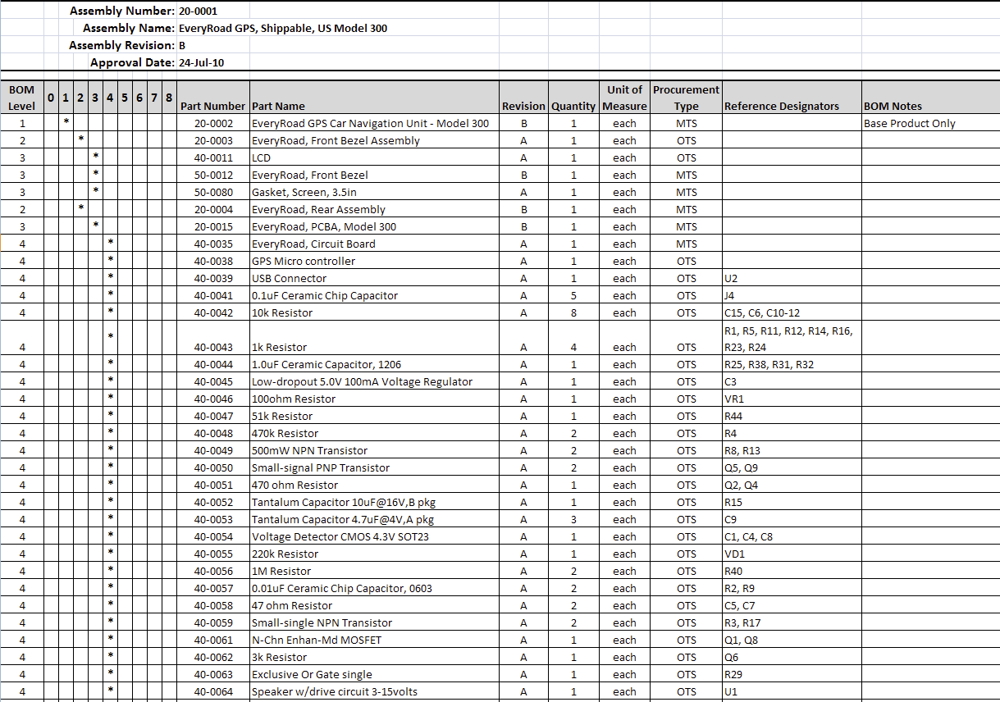 Assembly Number: 20-0001
Assembly Name: EveryRoad GPS, Shippable, US Model 300
Assembly Revision: B
Approval Date: 24-Jul-10
BOM Level 0 1 2 3 4 5 6 7 8 Part Number Part Name Revision Quantity Unit of Measure Procurement Type Reference Designators BOM Notes
1 * 20-0002 EveryRoad GPS Car Navigation Unit - Model 300 B 1 each MTS Base Product Only
2 * 20-0003 EveryRoad, Front Bezel Assembly A 1 each OTS
3 * 40-0011 LCD A 1 each OTS
3 * 50-0012 EveryRoad, Front Bezel B 1 each MTS
3 * 50-0080 Gasket, Screen, 3.5in A 1 each MTS
2 * 20-0004 EveryRoad, Rear Assembly B 1 each MTS
3 * 20-0015 EveryRoad, PCBA, Model 300 B 1 each MTS
4 * 40-0035 EveryRoad, Circuit Board A 1 each MTS
4 * 40-0038 GPS Micro controller A 1 each OTS
4 * 40-0039 USB Connector A 1 each OTS U2
4 * 40-0041 0.1uF Ceramic Chip Capacitor A 5 each OTS J4
4 * 40-0042 10k Resistor A 8 each OTS C15, C6, C10-12
4 * 40-0043 1k Resistor A 4 each OTS R1, R5, R11, R12, R14, R16, R23, R24
4 * 40-0044 1.0uF Ceramic Capacitor, 1206 A 1 each OTS R25, R38, R31, R32
4 * 40-0045 Low-dropout 5.0V 100mA Voltage Regulator A 1 each OTS C3
4 * 40-0046 100ohm Resistor A 1 each OTS VR1
4 * 40-0047 51k Resistor A 1 each OTS R44
4 * 40-0048 470k Resistor A 2 each OTS R4
4 * 40-0049 500mW NPN Transistor A 2 each OTS R8, R13
4 * 40-0050 Small-signal PNP Transistor A 2 each OTS Q5, Q9
4 * 40-0051 470 ohm Resistor A 1 each OTS Q2, Q4
4 * 40-0052 Tantalum Capacitor 10uF@16V,B pkg A 1 each OTS R15
4 * 40-0053 Tantalum Capacitor 4.7uF@4V,A pkg A 3 each OTS C9
4 * 40-0054 Voltage Detector CMOS 4.3V SOT23 A 1 each OTS C1, C4, C8
4 * 40-0055 220k Resistor A 1 each OTS VD1
4 * 40-0056 1M Resistor A 2 each OTS R40
4 * 40-0057 0.01uF Ceramic Chip Capacitor, 0603 A 2 each OTS R2, R9
4 * 40-0058 47 ohm Resistor A 2 each OTS C5, C7
4 * 40-0059 Small-single NPN Transistor A 2 each OTS R3, R17
4 * 40-0061 N-Chn Enhan-Md MOSFET A 1 each OTS Q1, Q8
4 * 40-0062 3k Resistor A 1 each OTS Q6
4 * 40-0063 Exclusive Or Gate single A 1 each OTS R29
4 * 40-0064 Speaker w/drive circuit 3-15volts A 1 each OTS U1